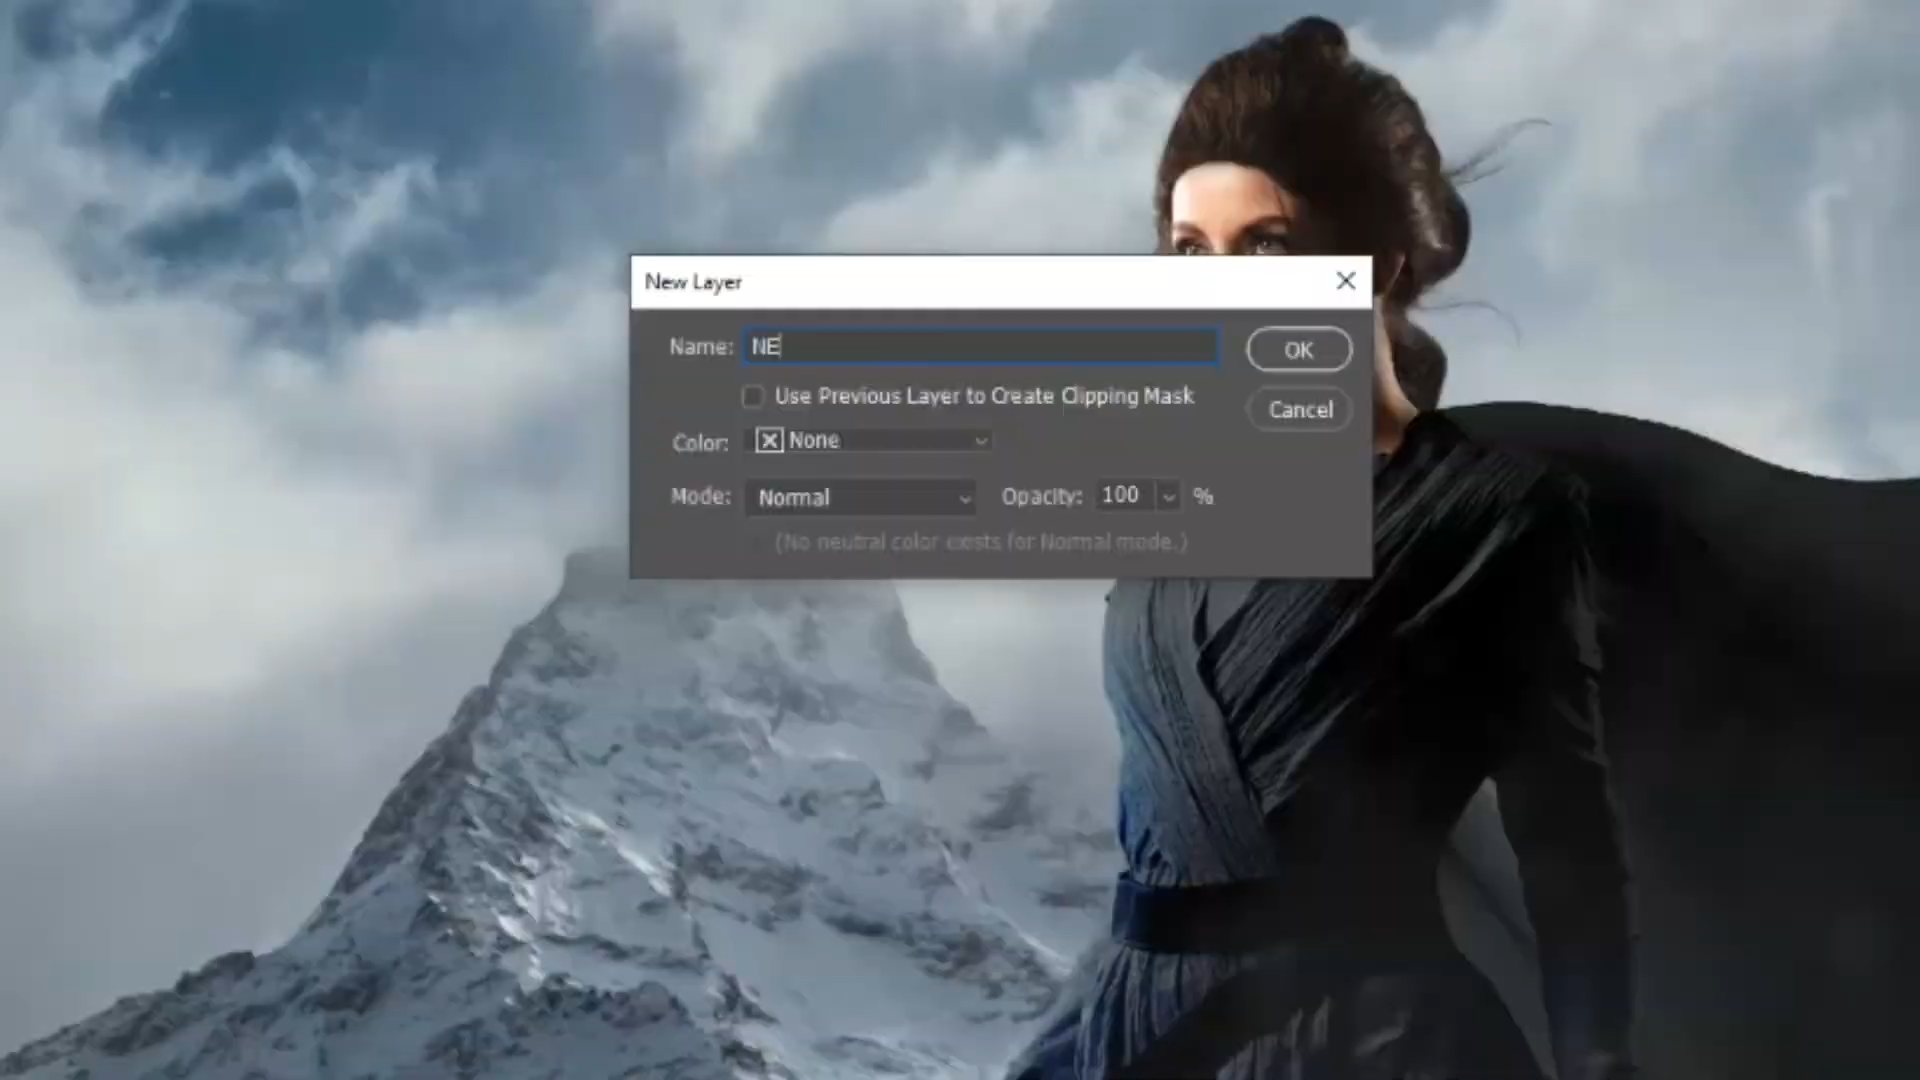 New Layer
Name: NE
OK
Use Previous Layer to Create Clipping Mask
Cancel
Color: None
Mode: Normal Opacity: 100 %
(No neutral color exists for Normal mode.)